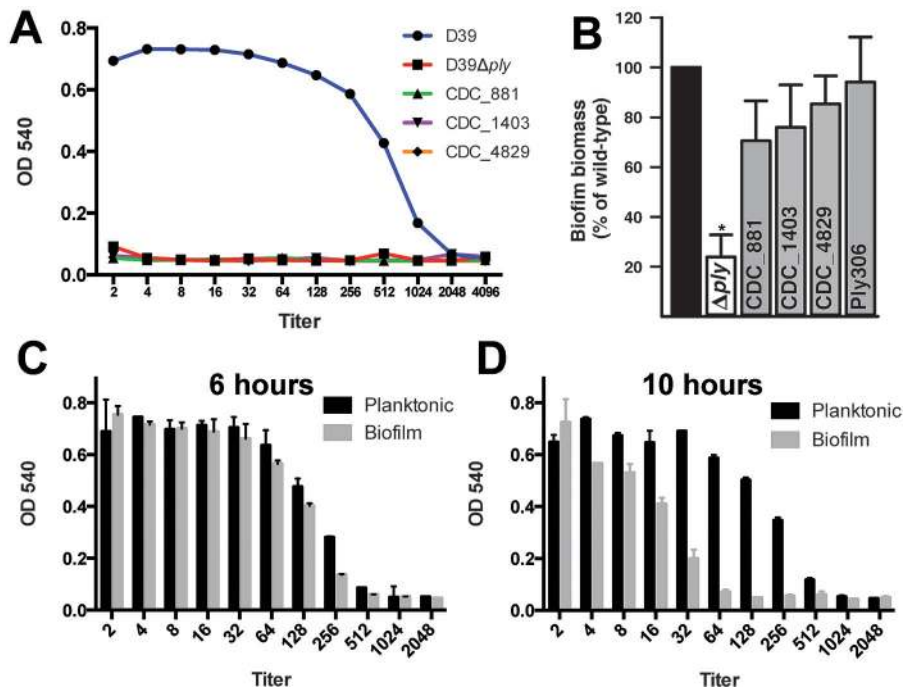 A
0.8
0.6
0.4
0.2
0.0
OD 540
2 4 8 16 32 64 128 256 512 1024 2048 4096
Titer
D39
D39Δply
CDC_881
CDC_1403
CDC_4829
B
120
100
80
60
40
20
Biofim biomass
(% of wild-type)
*
Δply
CDC_881
CDC_1403
CDC_4829
Ply306
C
6 hours
Planktonic
Biofilm
0.8
0.6
0.4
0.2
0.0
OD 540
2 4 8 16 32 64 128 256 512 1024 2048
Titer
D
10 hours
Planktonic
Biofilm
0.8
0.6
0.4
0.2
0.0
OD 540
2 4 8 16 32 64 128 256 512 1024 2048
Titer